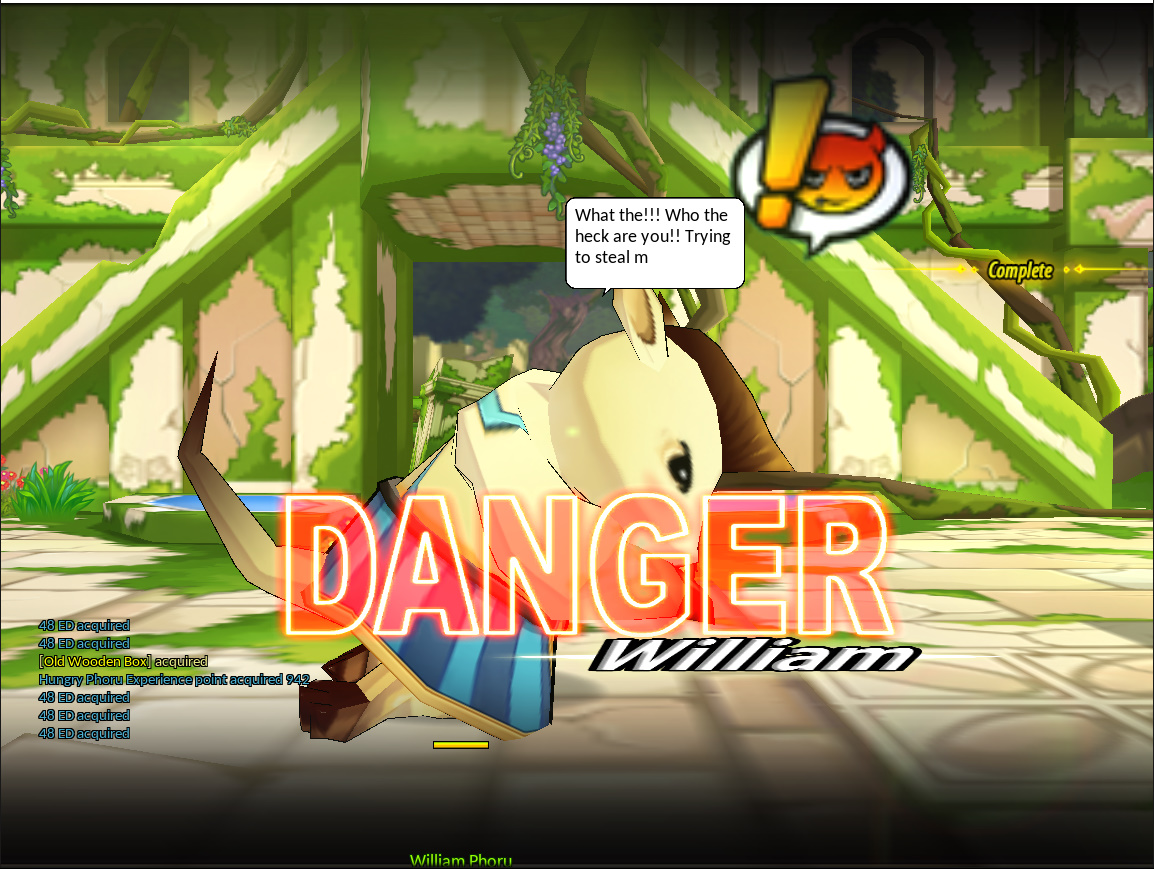 What the!!! Who the
heck are you!! Trying
to steal m
Complete
DANGER
William
48 ED acquired
48 ED acquired
[Old Wooden Box] acquired
Hungry Phoru Experience point acquired 942
48 ED acquired
48 ED acquired
48 ED acquired
William Phoru